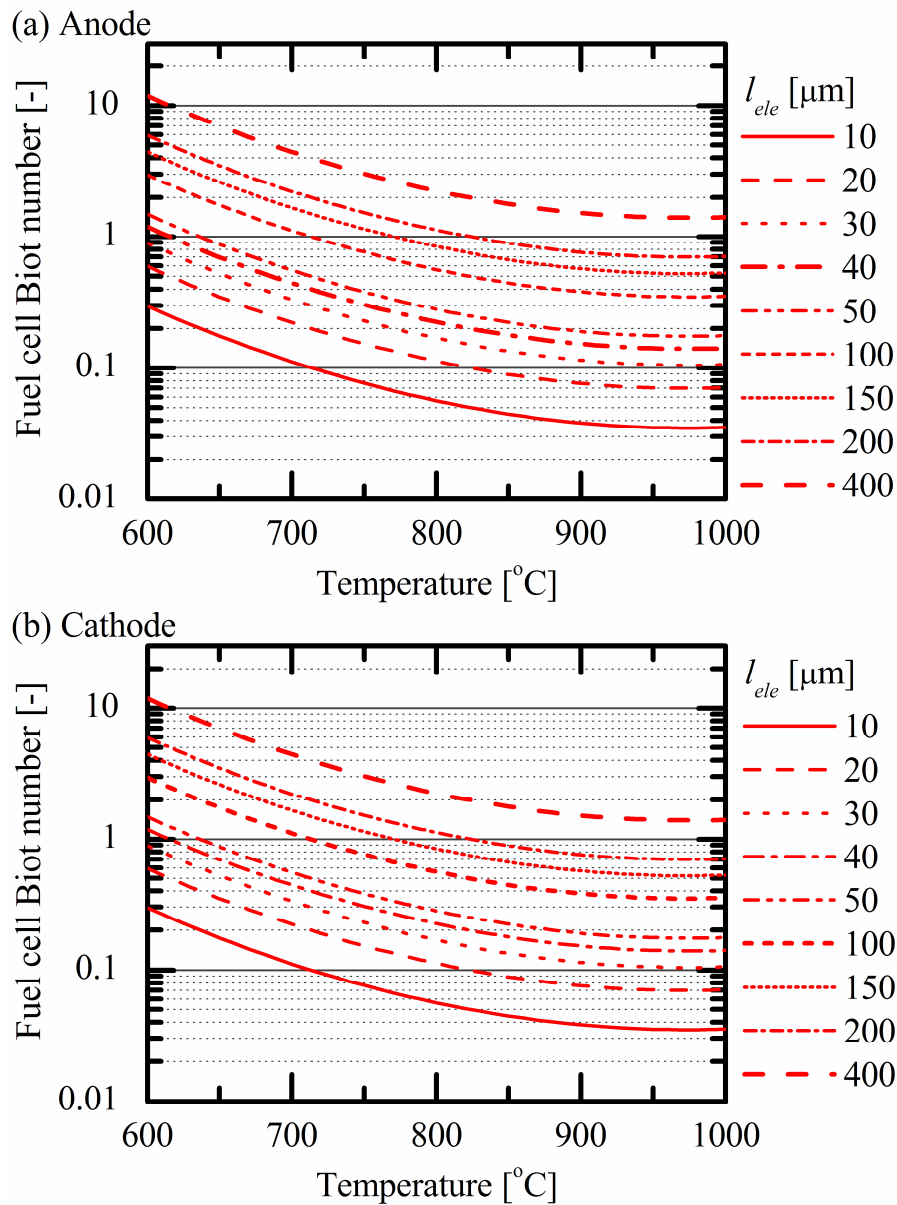 (a) Anode
Fuel cell Biot number [-]
10
1
0.1
0.01
600 700 800 900 1000
Temperature [°C]
l_ele [μm]
10
20
30
40
50
100
150
200
400
(b) Cathode
Fuel cell Biot number [-]
10
1
0.1
0.01
600 700 800 900 1000
Temperature [°C]
l_ele [μm]
10
20
30
40
50
100
150
200
400